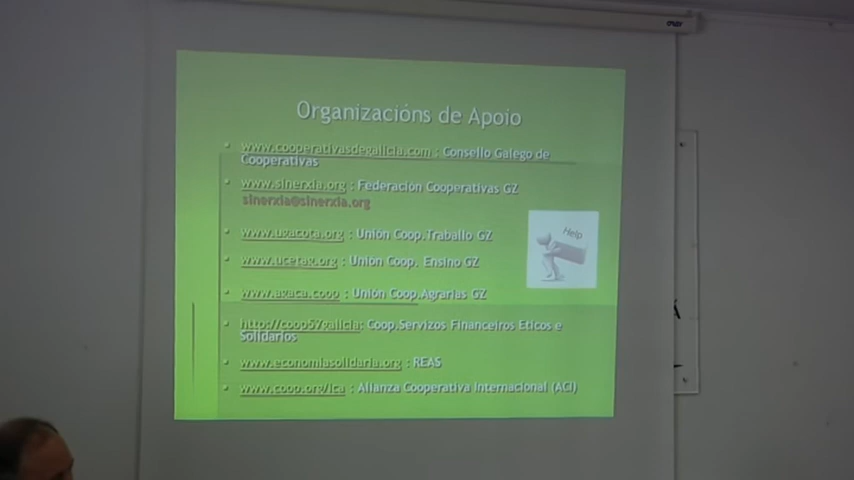 Organizacións de Apoio
www.cooperativasdegalicia.com : Consello Galego de
Cooperativas
www.sinerxia.org : Federación Cooperativas GZ
sinerxia@sinerxia.org
www.ugacota.org : Unión Coop.Traballo GZ
www.ucetag.org : Unión Coop. Ensino GZ
Help
www.agaca.coop : Unión Coop.Agrarias GZ
http://coop57galicia: Coop.Servizos Financeiros Eticos e
Solidarios
www.economiasolidaria.org : REAS
www.coop.org/ica : Alianza Cooperativa Internacional (ACI)